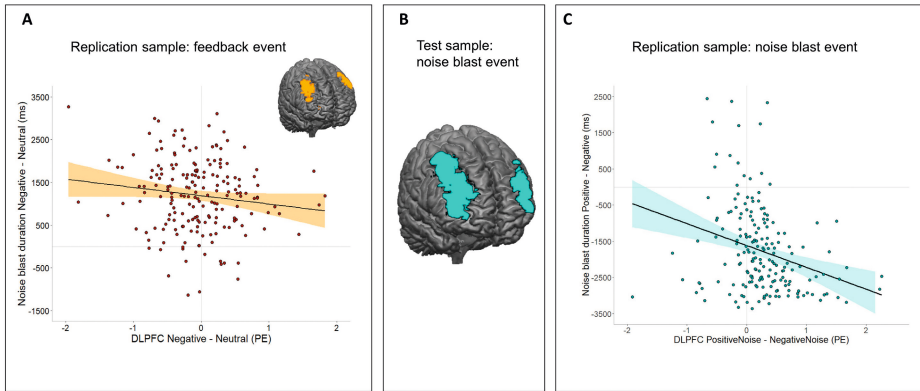 A
Replication sample: feedback event
Noise blast duration Negative - Neutral (ms)
3500
2500
1500
500
-500
-1500
-2
-1
0
1
2
DLPFC Negative - Neutral (PE)
B
Test sample:
noise blast event
C
Replication sample: noise blast event
Noise blast duration Positive - Negative (ms)
2500
1500
500
-500
-1500
-2500
-3500
-2
-1
0
1
2
DLPFC PositiveNoise - NegativeNoise (PE)